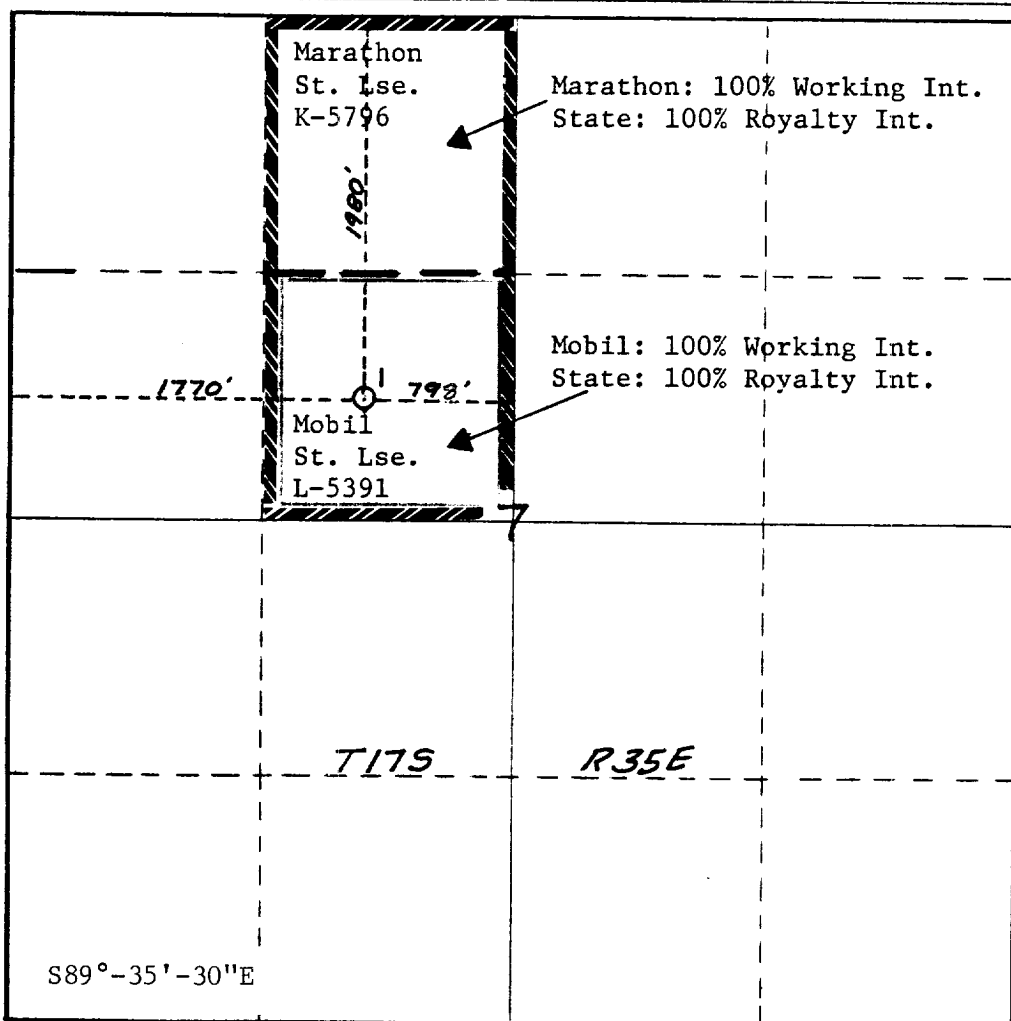 Marathon
St. Lse.
K-5796
Marathon: 100% Working Int.
State: 100% Royalty Int.
1980'
Mobil: 100% Working Int.
State: 100% Royalty Int.
1770'
1
798'
Mobil
St. Lse.
L-5391
7
T17S
R35E
S89°-35'-30"E